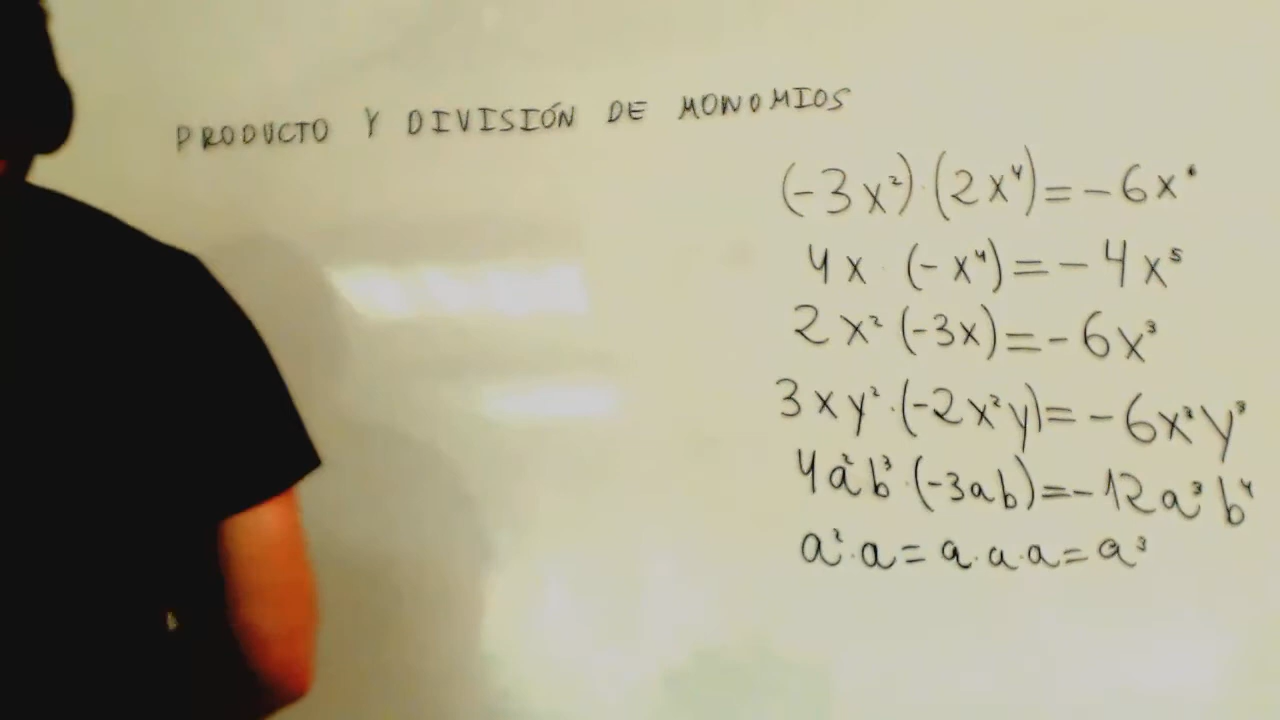 PRODUCTO Y DIVISIÓN DE MONOMIOS
(-3x²)·(2x⁴)=-6x⁶
4x·(-x⁴)=-4x⁵
2x²(-3x)=-6x³
3xy²·(-2x²y)=-6x³y³
4a²b³·(-3ab)=-12a³b⁴
a²·a=a·a·a=a³